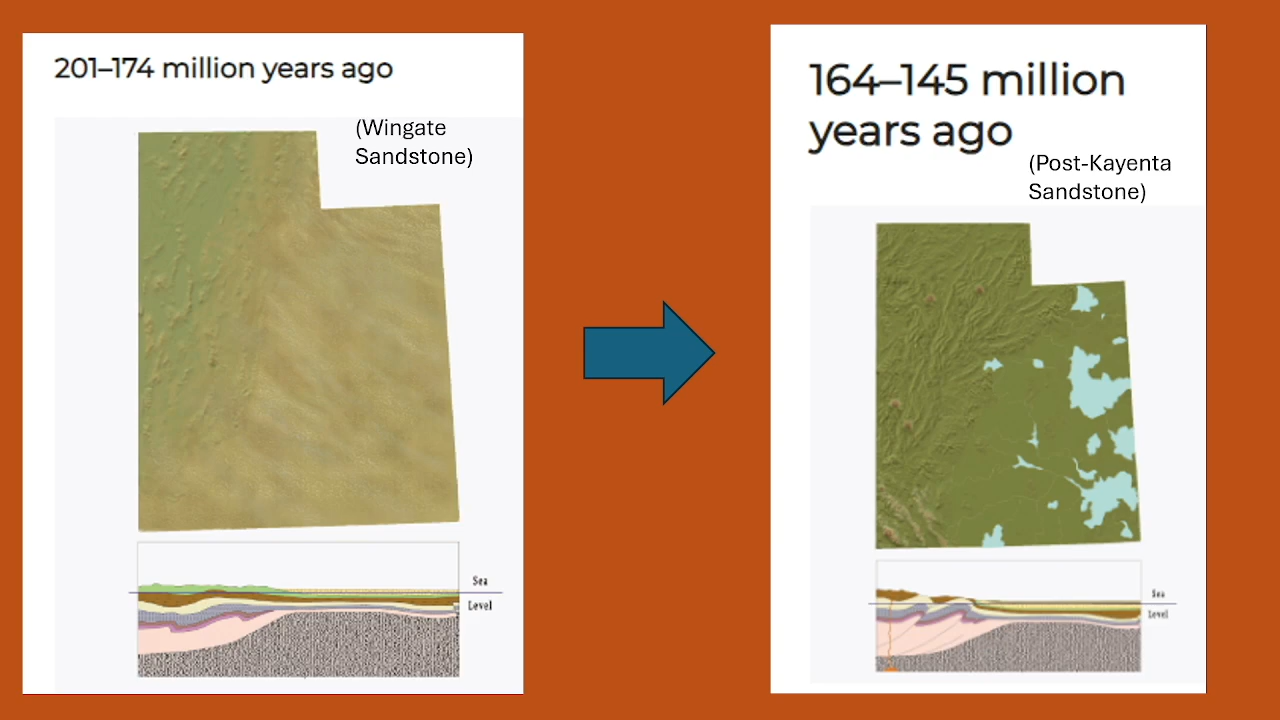 201–174 million years ago
(Wingate
Sandstone)
Sea
Level
164–145 million
years ago
(Post-Kayenta
Sandstone)
Sea
Level